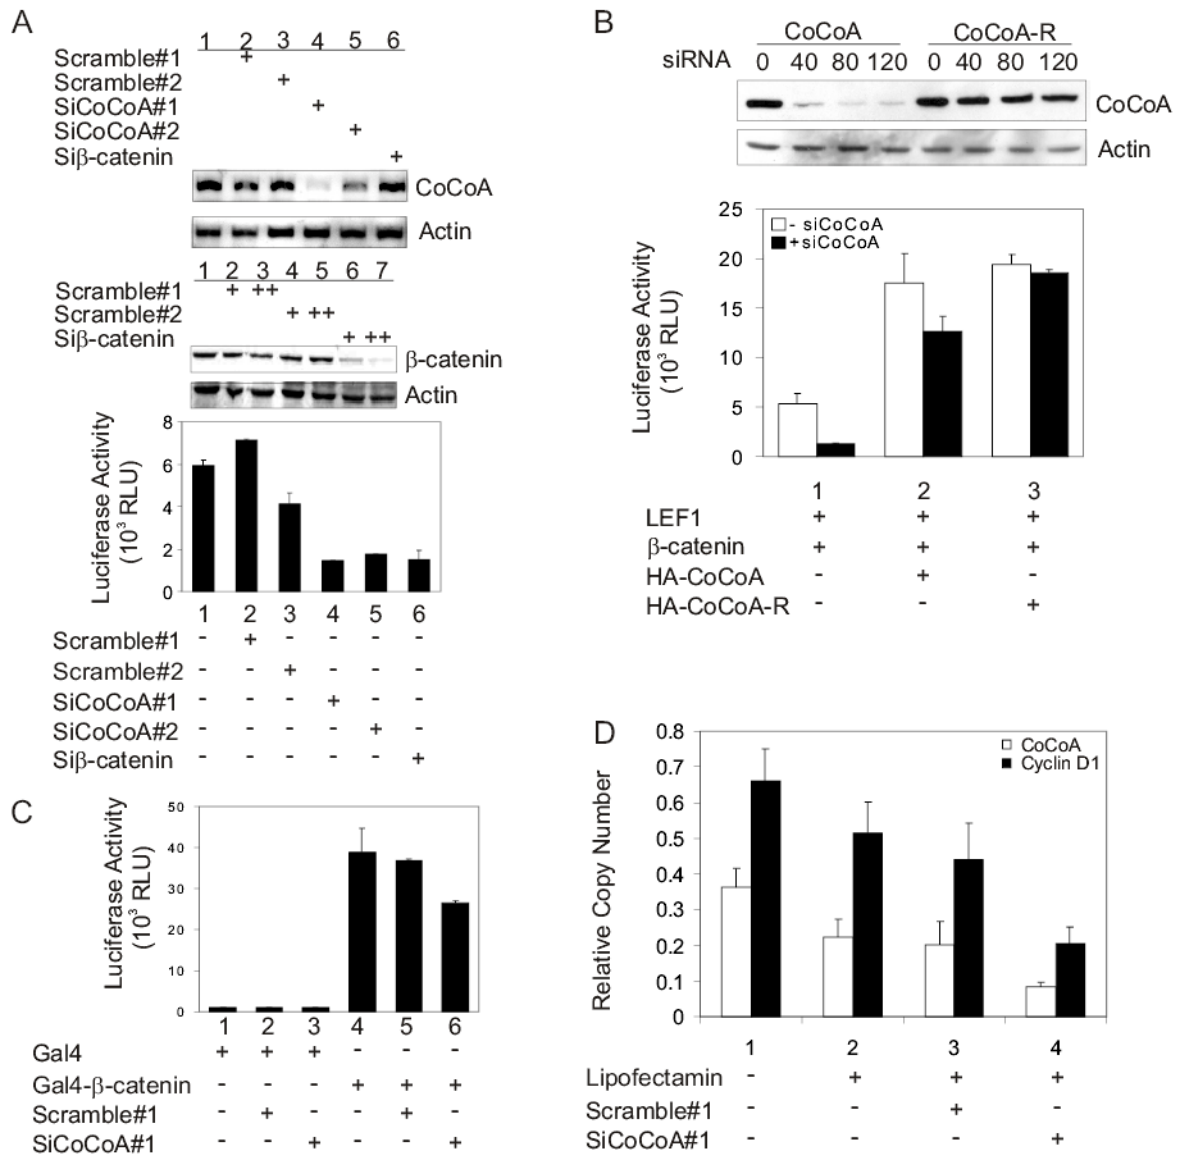 A
1 2 3 4 5 6
Scramble#1 +
Scramble#2 +
SiCoCoA#1 +
SiCoCoA#2 +
Siβ-catenin +
CoCoA
Actin
1 2 3 4 5 6 7
Scramble#1 + ++
Scramble#2 + ++
Siβ-catenin + ++
β-catenin
Actin
Luciferase Activity
(10³ RLU)
8
6
4
2
0
1 2 3 4 5 6
Scramble#1 - + - - - -
Scramble#2 - - + - - -
SiCoCoA#1 - - - + - -
SiCoCoA#2 - - - - + -
Siβ-catenin - - - - - +
B
CoCoA CoCoA-R
siRNA 0 40 80 120 0 40 80 120
CoCoA
Actin
Luciferase Activity
(10³ RLU)
25
20
15
10
5
0
- siCoCoA
+siCoCoA
1 2 3
LEF1 + + +
β-catenin + + +
HA-CoCoA - + -
HA-CoCoA-R - - +
C
Luciferase Activity
(10³ RLU)
50
40
30
20
10
0
1 2 3 4 5 6
Gal4 + + + - - -
Gal4-β-catenin - - - + + +
Scramble#1 - + - - + -
SiCoCoA#1 - - + - - +
D
Relative Copy Number
0.8
0.7
0.6
0.5
0.4
0.3
0.2
0.1
0
CoCoA
Cyclin D1
1 2 3 4
Lipofectamin - + + +
Scramble#1 - - + -
SiCoCoA#1 - - - +